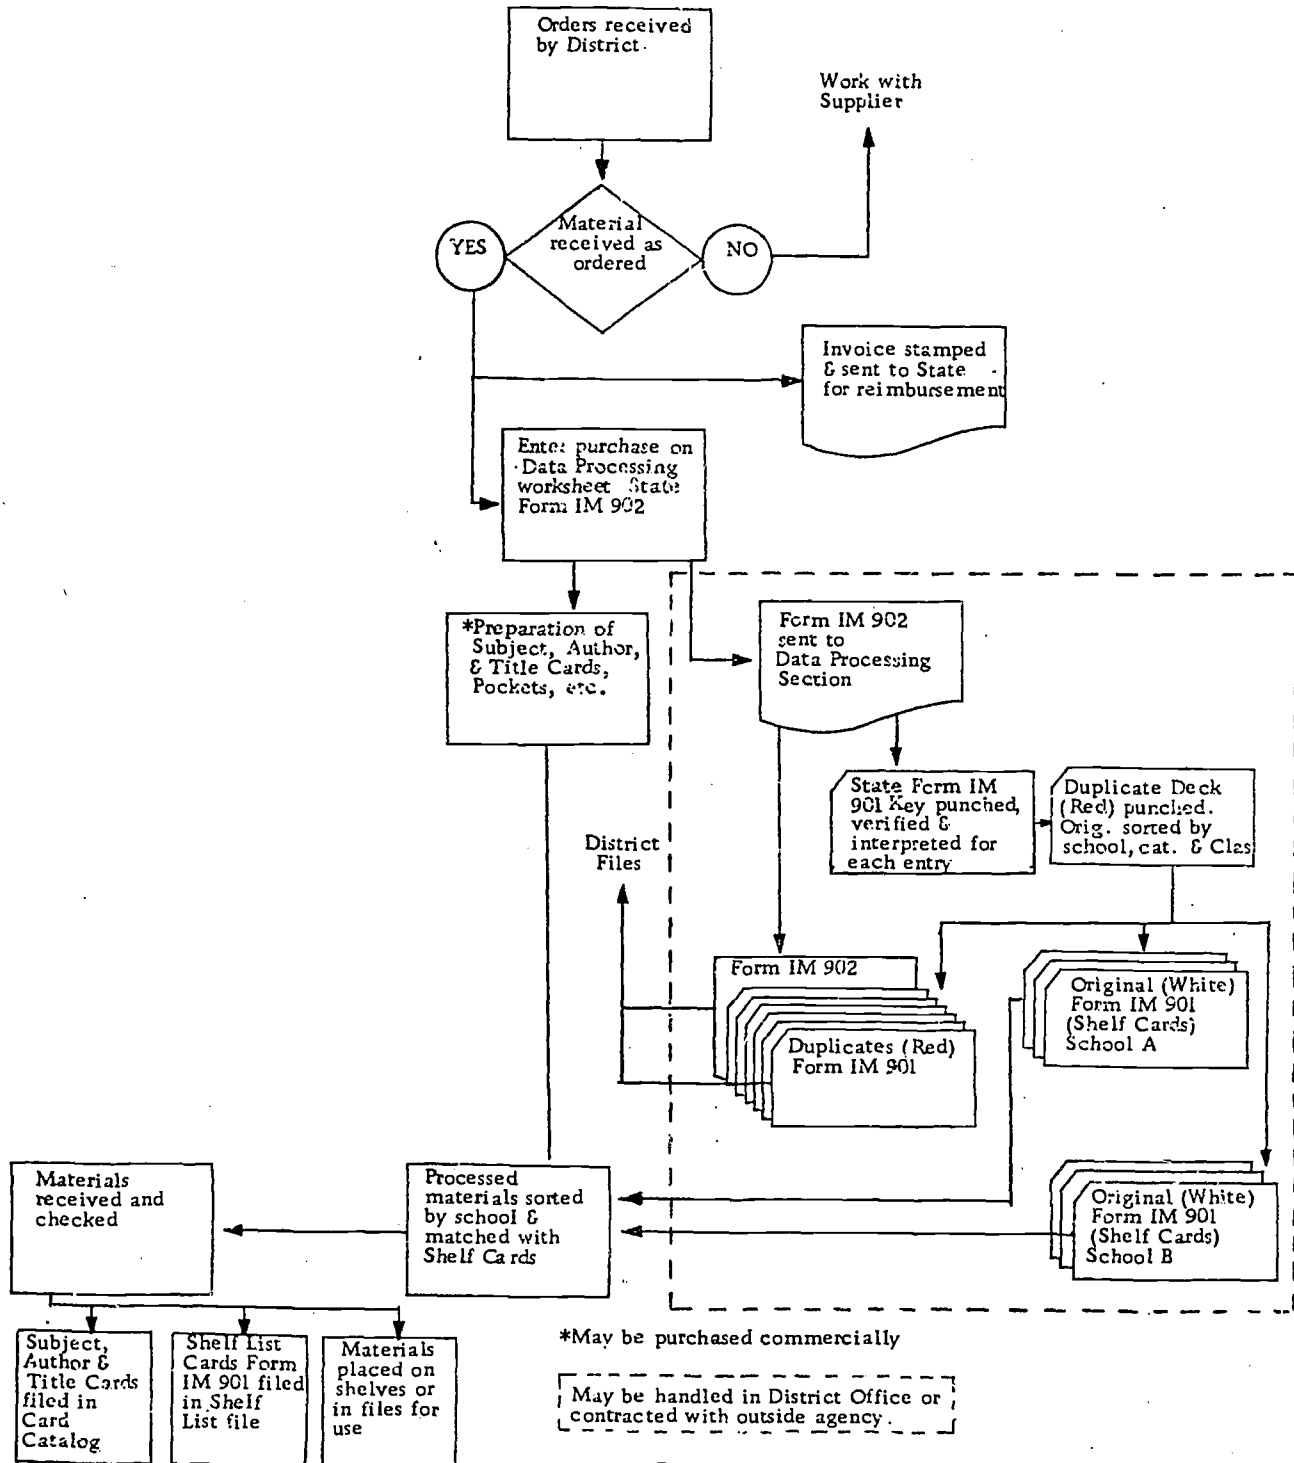 Orders received
by District.
Work with
Supplier
Material
received as
ordered
YES
NO
Invoice stamped
& sent to State
for reimbursement
Enter purchase on
Data Processing
worksheet State
Form IM 902
*Preparation of
Subject, Author,
& Title Cards,
Pockets, etc.
Form IM 902
sent to
Data Processing
Section
State Form IM
901 Key punched,
verified &
interpreted for
each entry
Duplicate Deck
(Red) punched.
Orig. sorted by
school, cat. & Clas
District
Files
Form IM 902
Duplicates (Red)
Form IM 901
Original (White)
Form IM 901
(Shelf Cards)
School A
Original (White)
Form IM 901
(Shelf Cards)
School B
Processed
materials sorted
by school &
matched with
Shelf Cards
Materials
received and
checked
Subject,
Author &
Title Cards
filed in
Card
Catalog
Shelf List
Cards Form
IM 901 filed
in Shelf
List file
Materials
placed on
shelves or
in files for
use
*May be purchased commercially
May be handled in District Office or
contracted with outside agency.